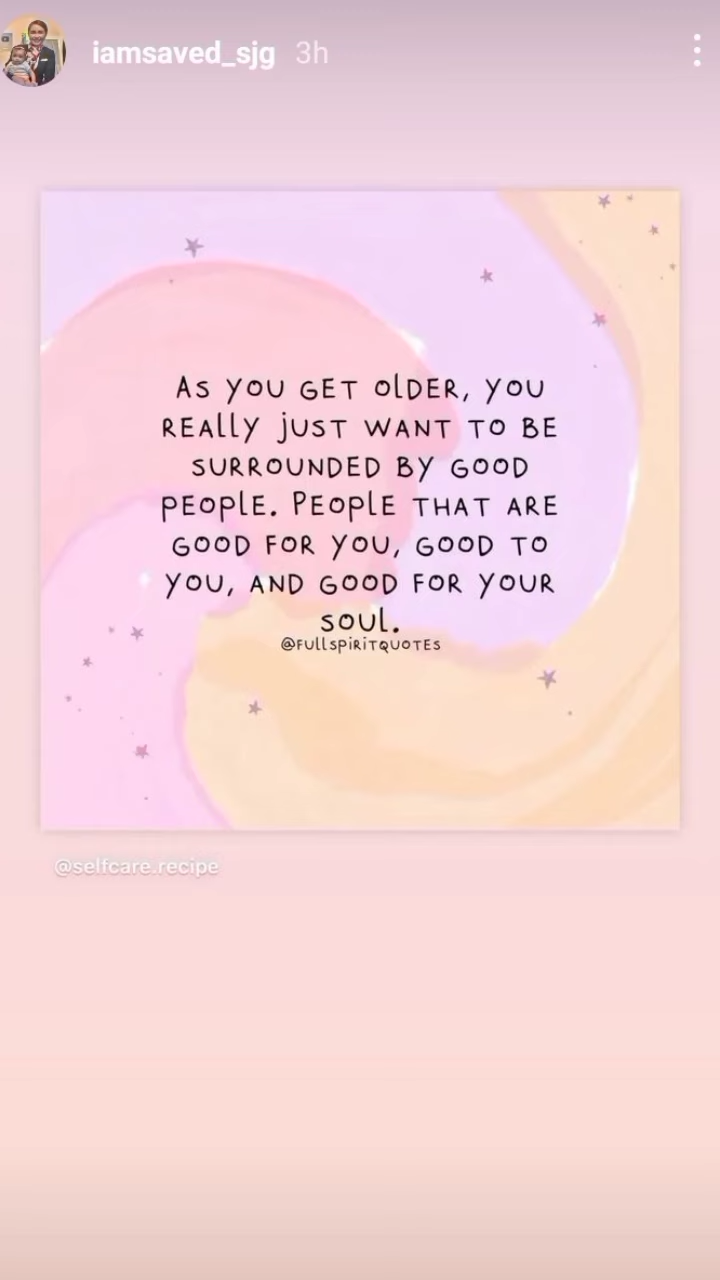 iamsaved_sjg 3h
As you get older, you
really just want to be
surrounded by good
people. People that are
good for you, good to
you, and good for your
soul.
@fullspiritquotes
@selfcare.recipe